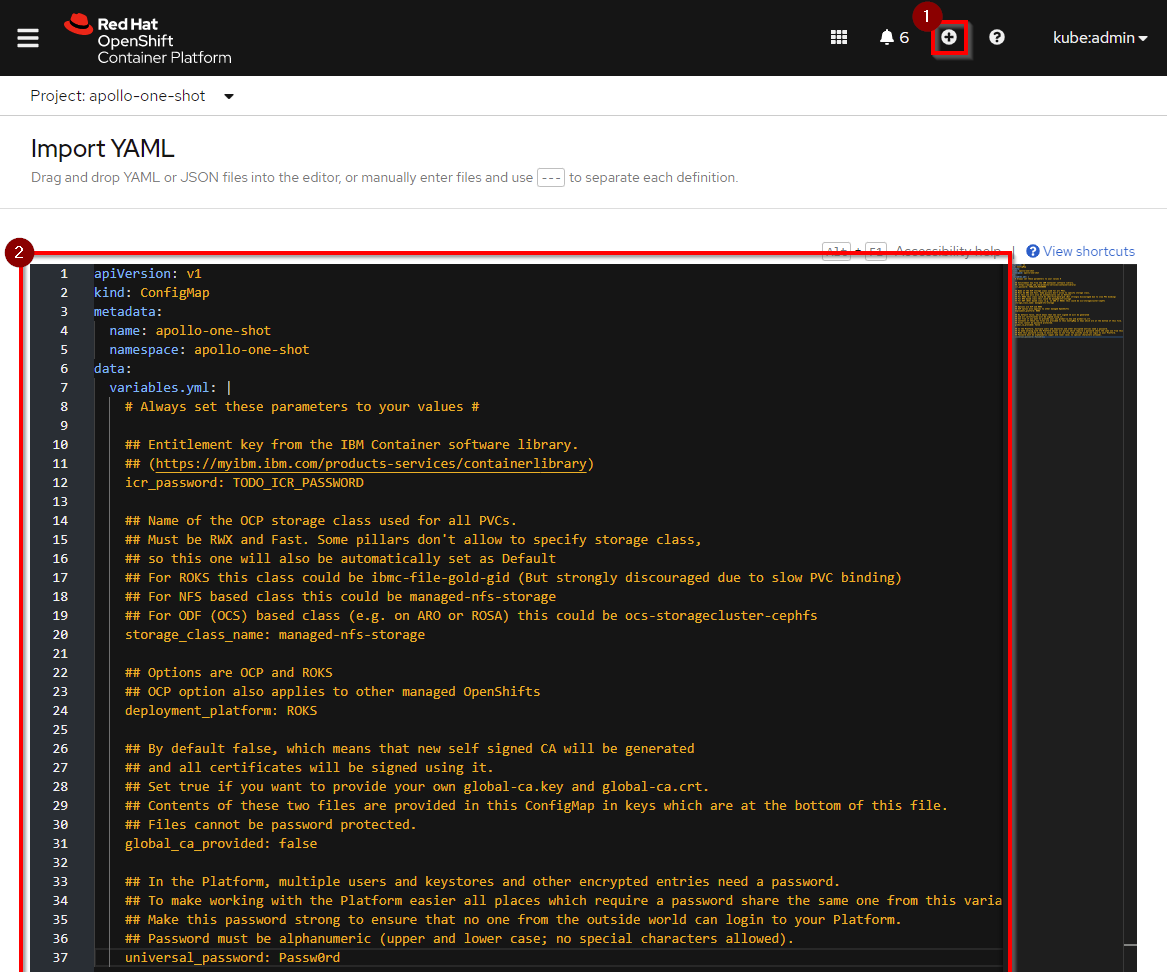 1
Red Hat
OpenShift
Container Platform
6
kube:admin
Project: apollo-one-shot
Import YAML
Drag and drop YAML or JSON files into the editor, or manually enter files and use --- to separate each definition.
2
Alt + F1 Accessibility help | View shortcuts
1 apiVersion: v1
2 kind: ConfigMap
3 metadata:
4   name: apollo-one-shot
5   namespace: apollo-one-shot
6 data:
7   variables.yml: |
8     # Always set these parameters to your values #
9
10     ## Entitlement key from the IBM Container software library.
11     ## (https://myibm.ibm.com/products-services/containerlibrary)
12     icr_password: TODO_ICR_PASSWORD
13
14     ## Name of the OCP storage class used for all PVCs.
15     ## Must be RWX and Fast. Some pillars don't allow to specify storage class,
16     ## so this one will also be automatically set as Default
17     ## For ROKS this class could be ibmc-file-gold-gid (But strongly discouraged due to slow PVC binding)
18     ## For NFS based class this could be managed-nfs-storage
19     ## For ODF (OCS) based class (e.g. on ARO or ROSA) this could be ocs-storagecluster-cephfs
20     storage_class_name: managed-nfs-storage
21
22     ## Options are OCP and ROKS
23     ## OCP option also applies to other managed OpenShifts
24     deployment_platform: ROKS
25
26     ## By default false, which means that new self signed CA will be generated
27     ## and all certificates will be signed using it.
28     ## Set true if you want to provide your own global-ca.key and global-ca.crt.
29     ## Contents of these two files are provided in this ConfigMap in keys which are at the bottom of this file.
30     ## Files cannot be password protected.
31     global_ca_provided: false
32
33     ## In the Platform, multiple users and keystores and other encrypted entries need a password.
34     ## To make working with the Platform easier all places which require a password share the same one from this varia
35     ## Make this password strong to ensure that no one from the outside world can login to your Platform.
36     ## Password must be alphanumeric (upper and lower case; no special characters allowed).
37     universal_password: Passw0rd